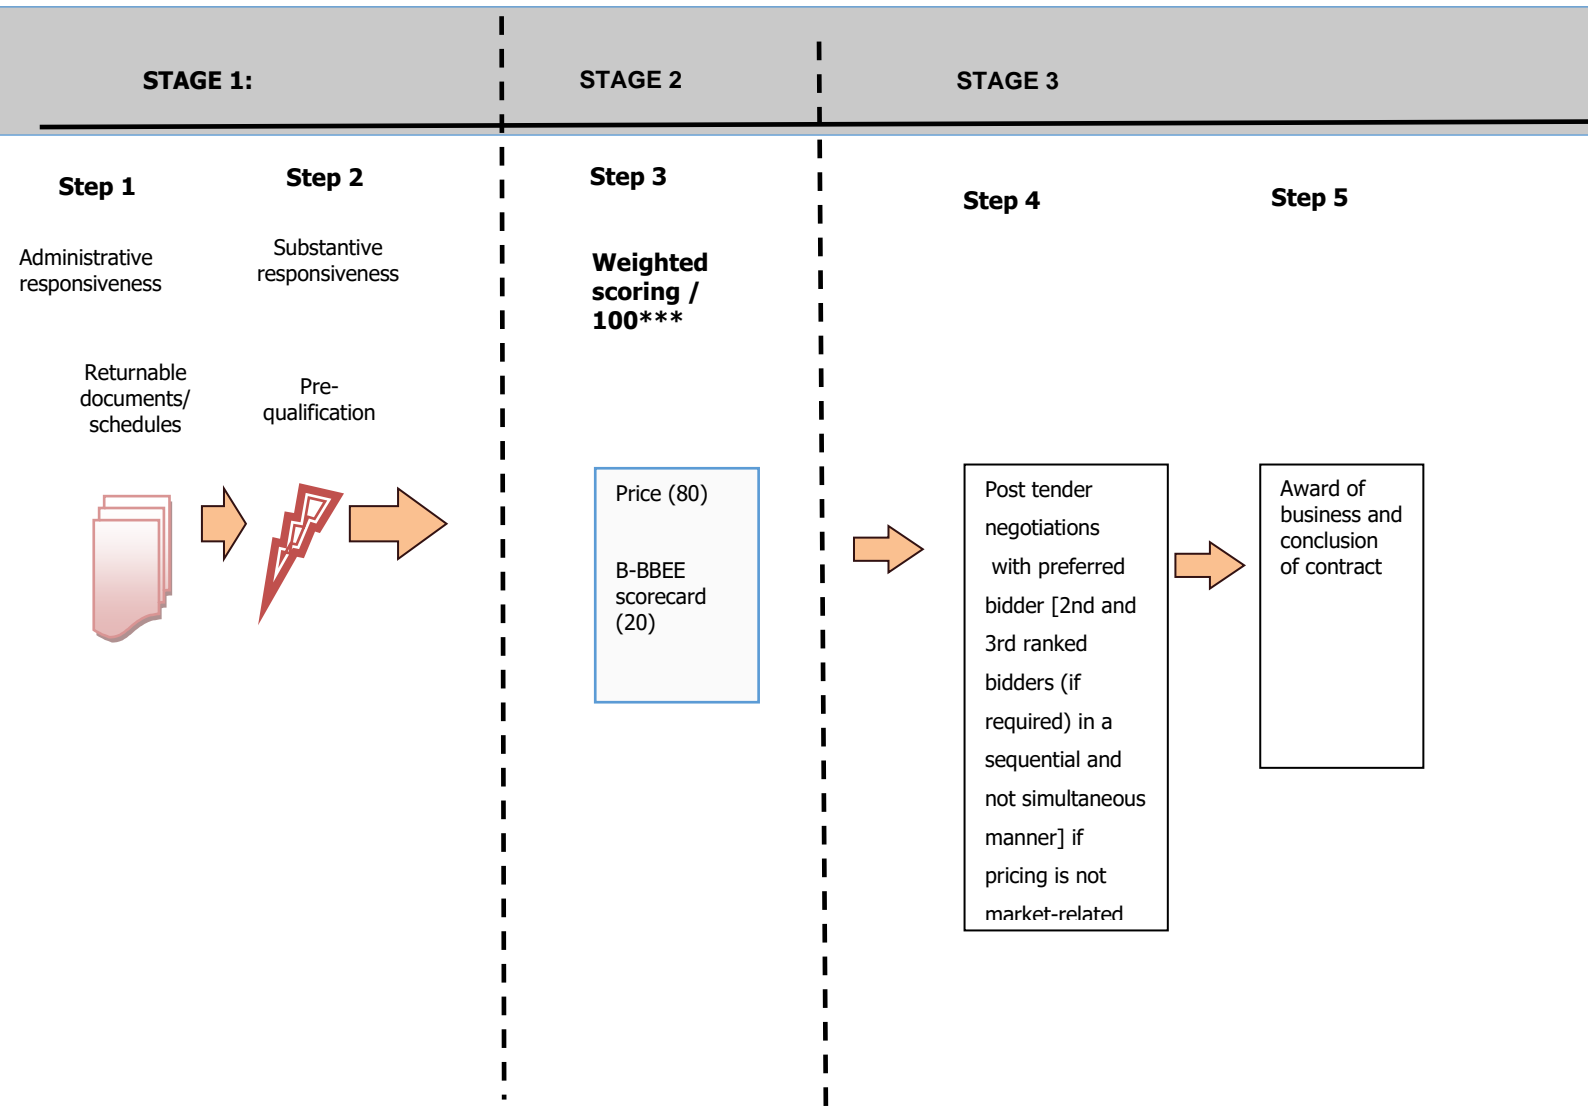 STAGE 1:
STAGE 2
STAGE 3
Step 1
Step 2
Step 3
Step 4
Step 5
Administrative
responsiveness
Substantive
responsiveness
Weighted
scoring /
100***
Returnable
documents/
schedules
Pre-
qualification
Price (80)
B-BBEE
scorecard
(20)
Post tender
negotiations
with preferred
bidder [2nd and
3rd ranked
bidders (if
required) in a
sequential and
not simultaneous
manner] if
pricing is not
market-related
Award of
business and
conclusion
of contract